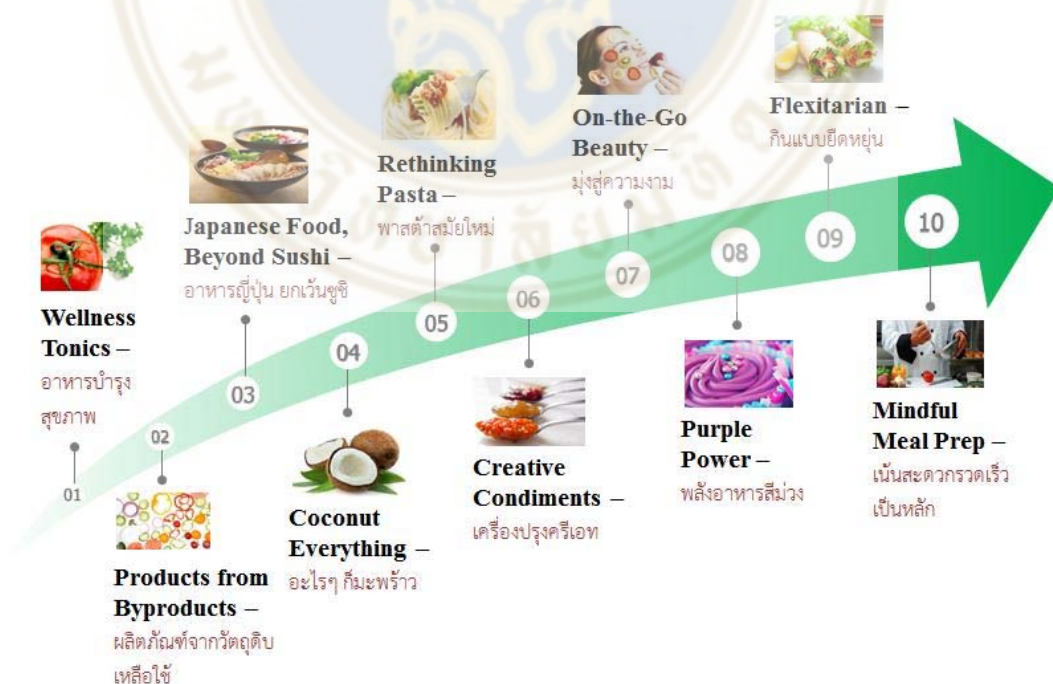 01
Wellness
Tonics –
อาหารบำรุง
สุขภาพ
02
Products from
Byproducts –
ผลิตภัณฑ์จากวัตถุดิบ
เหลือใช้
03
Japanese Food,
Beyond Sushi –
อาหารญี่ปุ่น ยกเว้นซูชิ
04
Coconut
Everything –
อะไรๆ ก็มะพร้าว
05
Rethinking
Pasta –
พาสต้าสมัยใหม่
06
Creative
Condiments –
เครื่องปรุงครีเอท
07
On-the-Go
Beauty –
มุ่งสู่ความงาม
08
Purple
Power –
พลังอาหารสีม่วง
09
Flexitarian –
กินแบบยืดหยุ่น
10
Mindful
Meal Prep –
เน้นสะดวกรวดเร็ว
เป็นหลัก